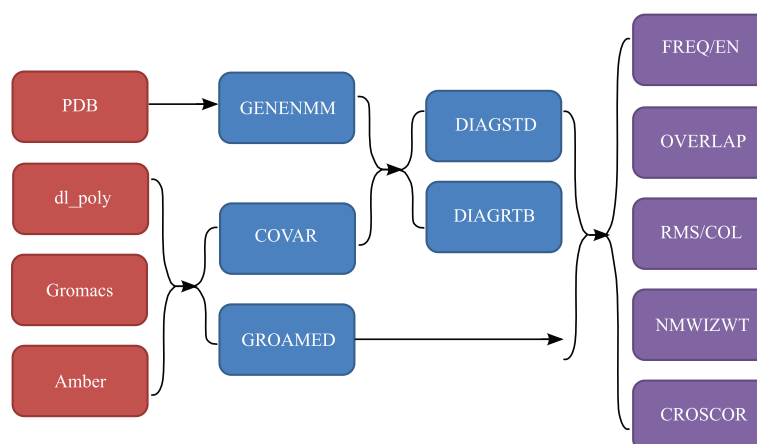 PDB
dl_poly
Gromacs
Amber
GENENMM
COVAR
GROAMED
DIAGSTD
DIAGRTB
FREQ/EN
OVERLAP
RMS/COL
NMWIZWT
CROSCOR